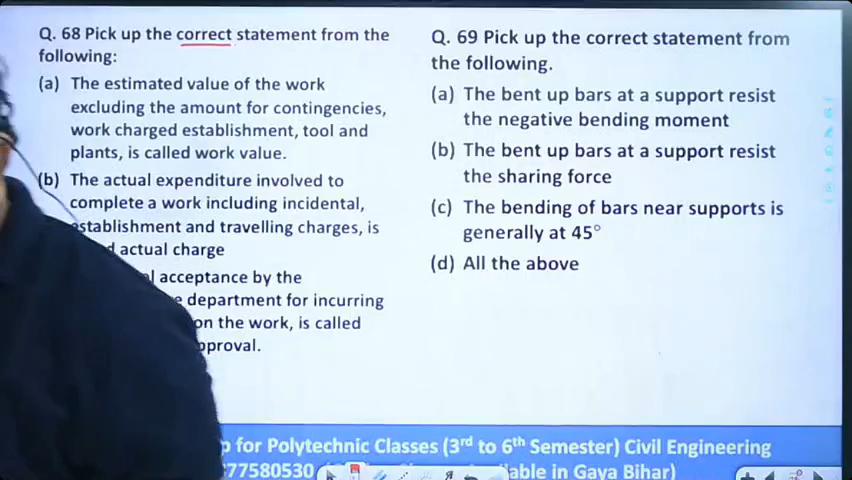 Q. 68 Pick up the correct statement from the
following:
(a) The estimated value of the work
excluding the amount for contingencies,
work charged establishment, tool and
plants, is called work value.
(b) The actual expenditure involved to
complete a work including incidental,
establishment and travelling charges, is
actual charge
acceptance by the
department for incurring
on the work, is called
Q. 69 Pick up the correct statement from
the following.
(a) The bent up bars at a support resist
the negative bending moment
(b) The bent up bars at a support resist
the sharing force
(c) The bending of bars near supports is
generally at 45°
(d) All the above
for Polytechnic Classes (3rd to 6th Semester) Civil Engineering
77580530
in Gaya Bihar)